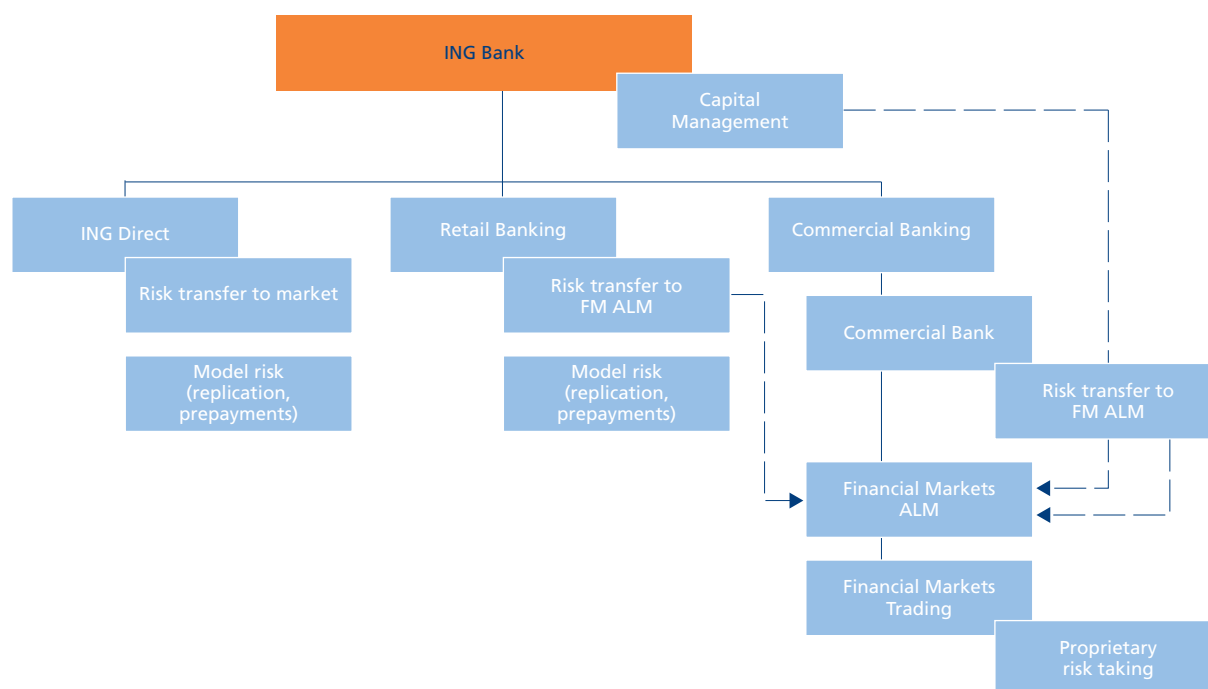 ING Bank
Capital
Management
ING Direct
Retail Banking
Commercial Banking
Risk transfer to market
Risk transfer to
FM ALM
Commercial Bank
Model risk
(replication,
prepayments)
Model risk
(replication,
prepayments)
Risk transfer to
FM ALM
Financial Markets
ALM
Financial Markets
Trading
Proprietary
risk taking